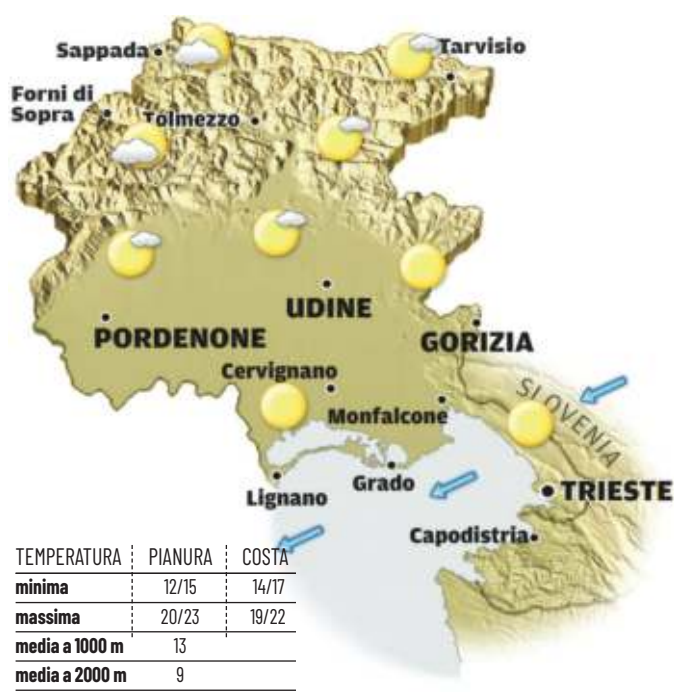 Sappada
Tarvisio
Forni di
Sopra
Tolmezzo
UDINE
PORDENONE
GORIZIA
Cervignano
SLOVENIA
Monfalcone
Grado
Lignano
TRIESTE
Capodistria
TEMPERATURA PIANURA COSTA
minima 12/15 14/17
massima 20/23 19/22
media a 1000 m 13
media a 2000 m 9